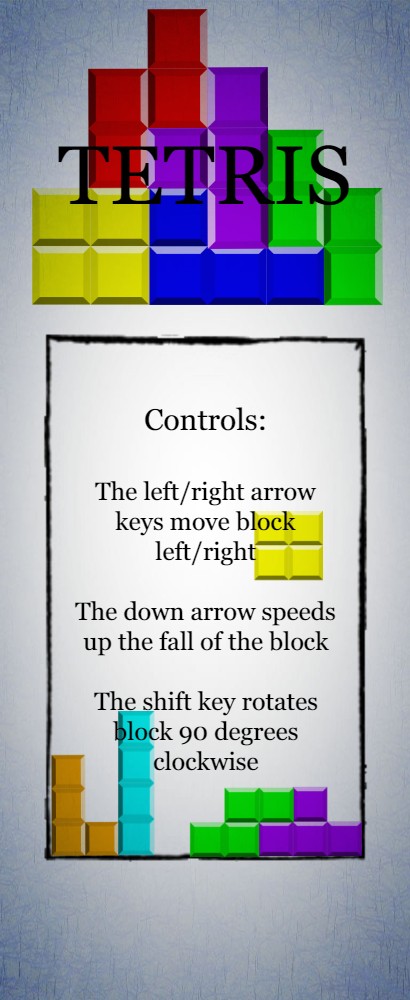 TETRIS
Controls:
The left/right arrow
keys move block
left/right
The down arrow speeds
up the fall of the block
The shift key rotates
block 90 degrees
clockwise